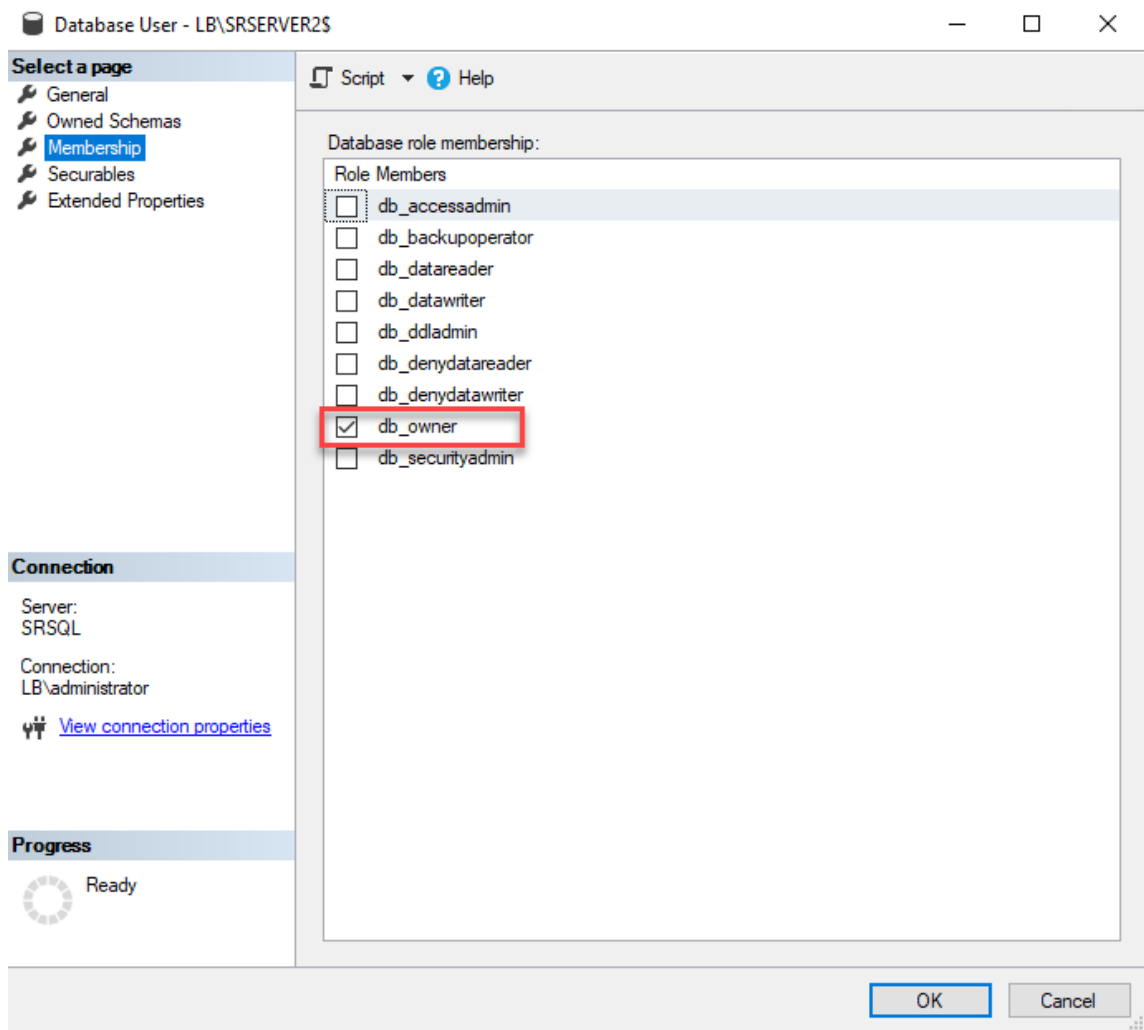 Database User - LB\SRSERVER2$
Select a page
General
Owned Schemas
Membership
Securables
Extended Properties
Script
Help
Database role membership:
Role Members
db_accessadmin
db_backupoperator
db_datareader
db_datawriter
db_ddladmin
db_denydatareader
db_denydatawriter
db_owner
db_securityadmin
Connection
Server:
SRSQL
Connection:
LB\administrator
View connection properties
Progress
Ready
OK
Cancel